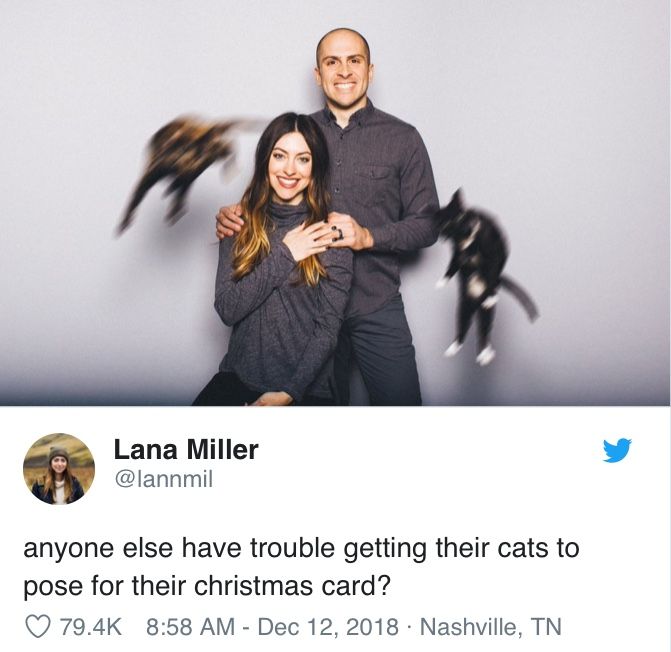 Lana Miller
@lannmil
anyone else have trouble getting their cats to
pose for their christmas card?
79.4K 8:58 AM - Dec 12, 2018 · Nashville, TN